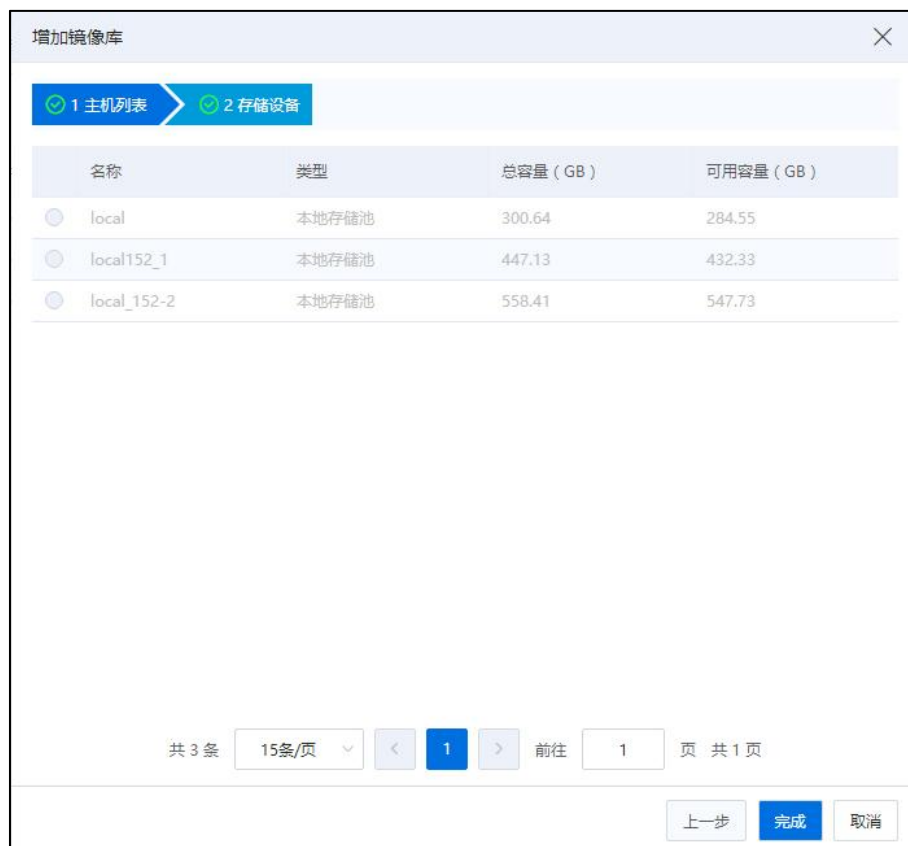 增加镜像库
1 主机列表 2 存储设备
名称 类型 总容量（GB） 可用容量（GB）
local 本地存储池 300.64 284.55
local152_1 本地存储池 447.13 432.33
local_152-2 本地存储池 558.41 547.73
共 3 条 15条/页 < 1 > 前往 1 页 共 1 页
上一步 完成 取消